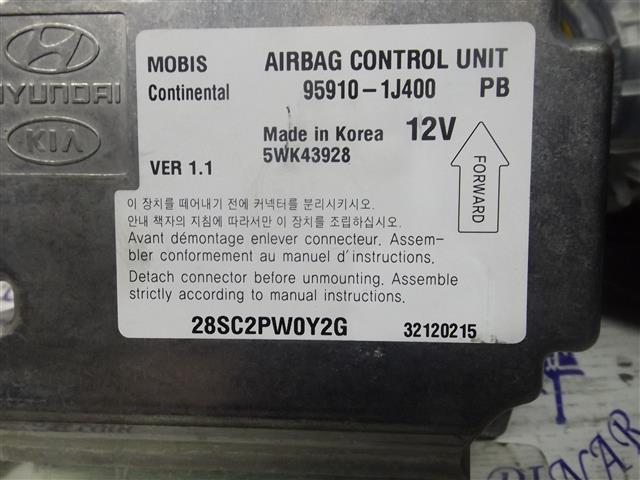 HYUNDAI
KIA
MOBIS AIRBAG CONTROL UNIT
Continental 95910-1J400 PB
Made in Korea 12V
VER 1.1 5WK43928
FORWARD
이 장치를 떼어내기 전에 커넥터를 분리시키시오.
안내 책자의 지침에 따라서만 이 장치를 조립하십시오.
Avant démontage enlever connecteur. Assem-
bler conformement au manuel d'instructions.
Detach connector before unmounting. Assemble
strictly according to manual instructions.
28SC2PW0Y2G 32120215
PINAR